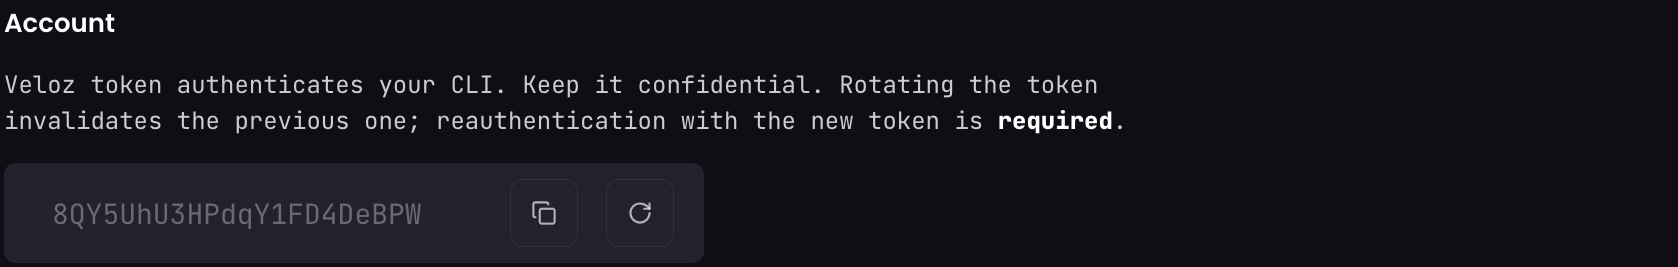 Account
Veloz token authenticates your CLI. Keep it confidential. Rotating the token
invalidates the previous one; reauthentication with the new token is required.
8QY5UhU3HPdqY1FD4DeBPW